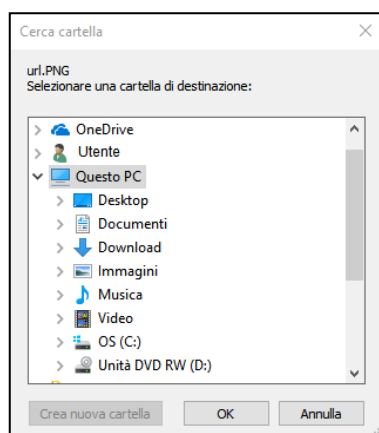 Cerca cartella
url.PNG
Selezionare una cartella di destinazione:
OneDrive
Utente
Questo PC
Desktop
Documenti
Download
Immagini
Musica
Video
OS (C:)
Unità DVD RW (D:)
Crea nuova cartella
OK
Annulla